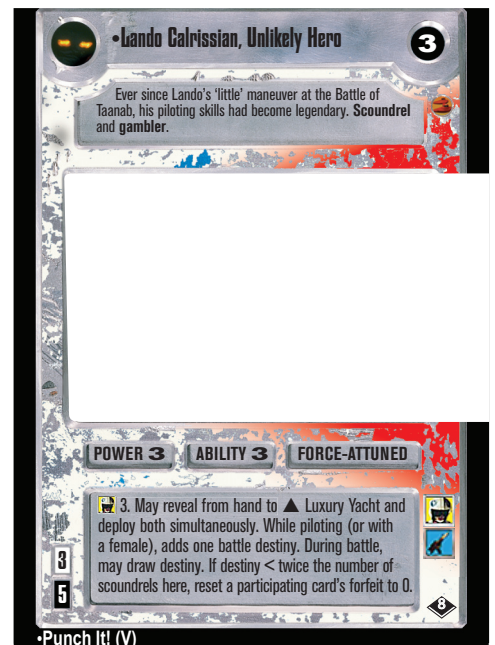 •Lando Calrissian, Unlikely Hero
3
Ever since Lando's 'little' maneuver at the Battle of
Taanab, his piloting skills had become legendary. Scoundrel
and gambler.
POWER 3 ABILITY 3 FORCE-ATTUNED
3. May reveal from hand to ▲ Luxury Yacht and
deploy both simultaneously. While piloting (or with
a female), adds one battle destiny. During battle,
may draw destiny. If destiny < twice the number of
scoundrels here, reset a participating card's forfeit to 0.
3
5
8
•Punch It! (V)